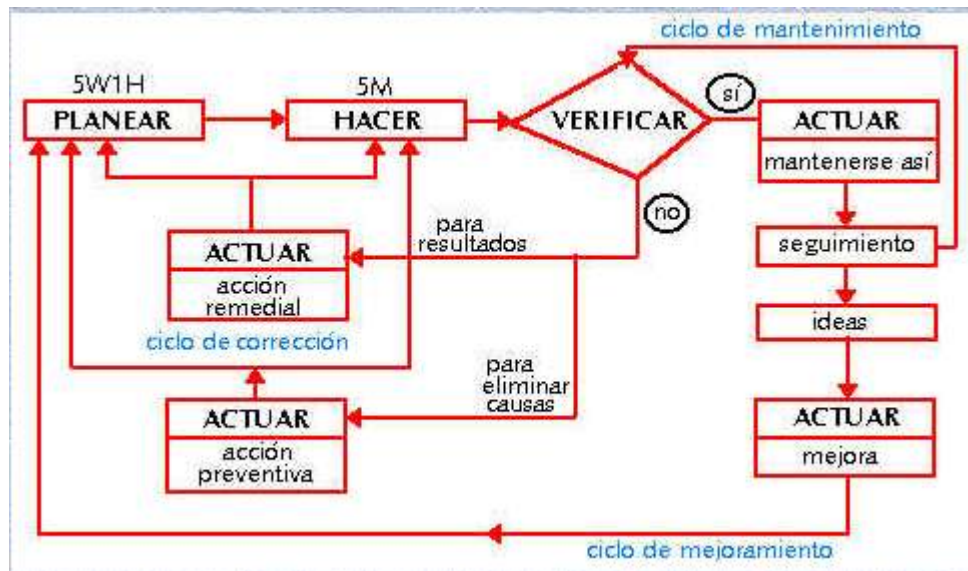 ciclo de mantenimiento
5W1H
5M
sí
PLANEAR
HACER
VERIFICAR
ACTUAR
mantenerse así
no
para
resultados
seguimiento
ACTUAR
acción
remedial
ideas
ciclo de corrección
para
eliminar
causas
ACTUAR
acción
preventiva
ACTUAR
mejora
ciclo de mejoramiento